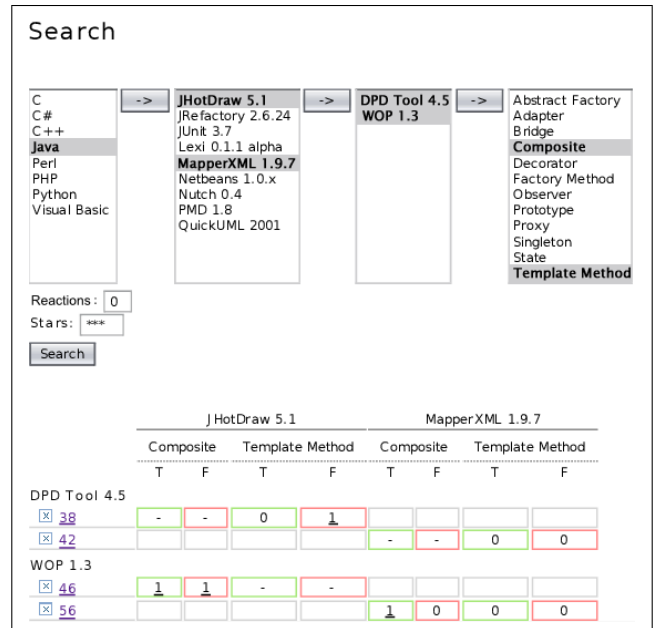 Search
C
C#
C++
Java
Perl
PHP
Python
Visual Basic
->
JHotDraw 5.1
JRefactory 2.6.24
JUnit 3.7
Lexi 0.1.1 alpha
MapperXML 1.9.7
Netbeans 1.0.x
Nutch 0.4
PMD 1.8
QuickUML 2001
->
DPD Tool 4.5
WOP 1.3
->
Abstract Factory
Adapter
Bridge
Composite
Decorator
Factory Method
Observer
Prototype
Proxy
Singleton
State
Template Method
Reactions: 0
Stars: ***
Search
JHotDraw 5.1 MapperXML 1.9.7
Composite Template Method Composite Template Method
T F T F T F T F
DPD Tool 4.5
x 38 - - 0 1
x 42 - - 0 0
WOP 1.3
x 46 1 1 - -
x 56 1 0 0 0